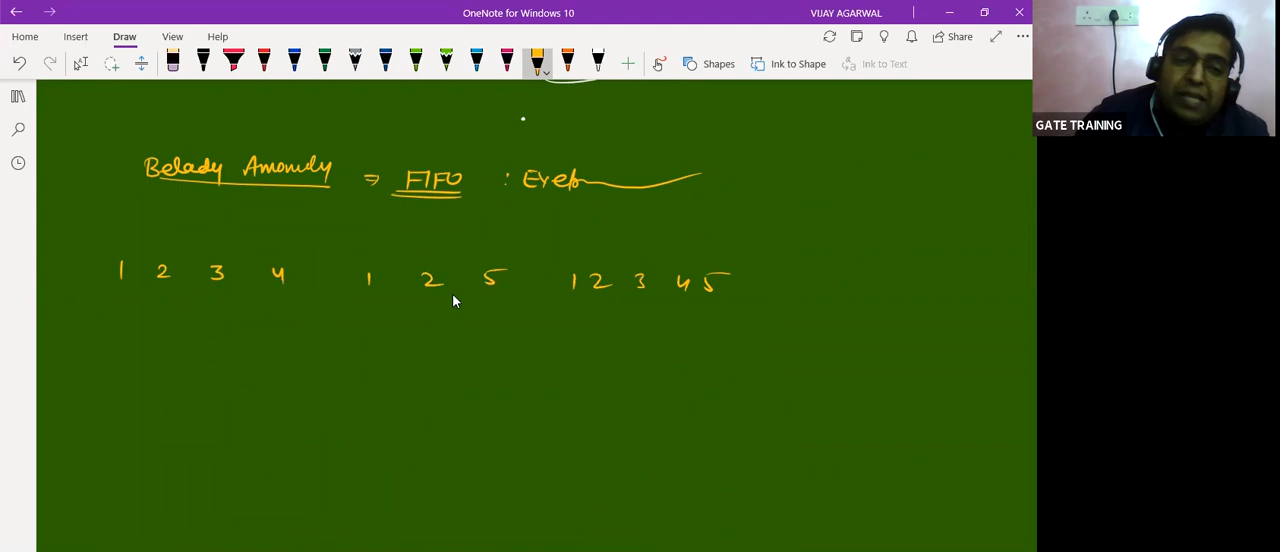 OneNote for Windows 10 VIJAY AGARWAL
Home Insert Draw View Help Share
Shapes Ink to Shape Ink to Text
GATE TRAINING
Belady Anomaly ⇒ FIFO :
1 2 3 4 1 2 5 1 2 3 4 5